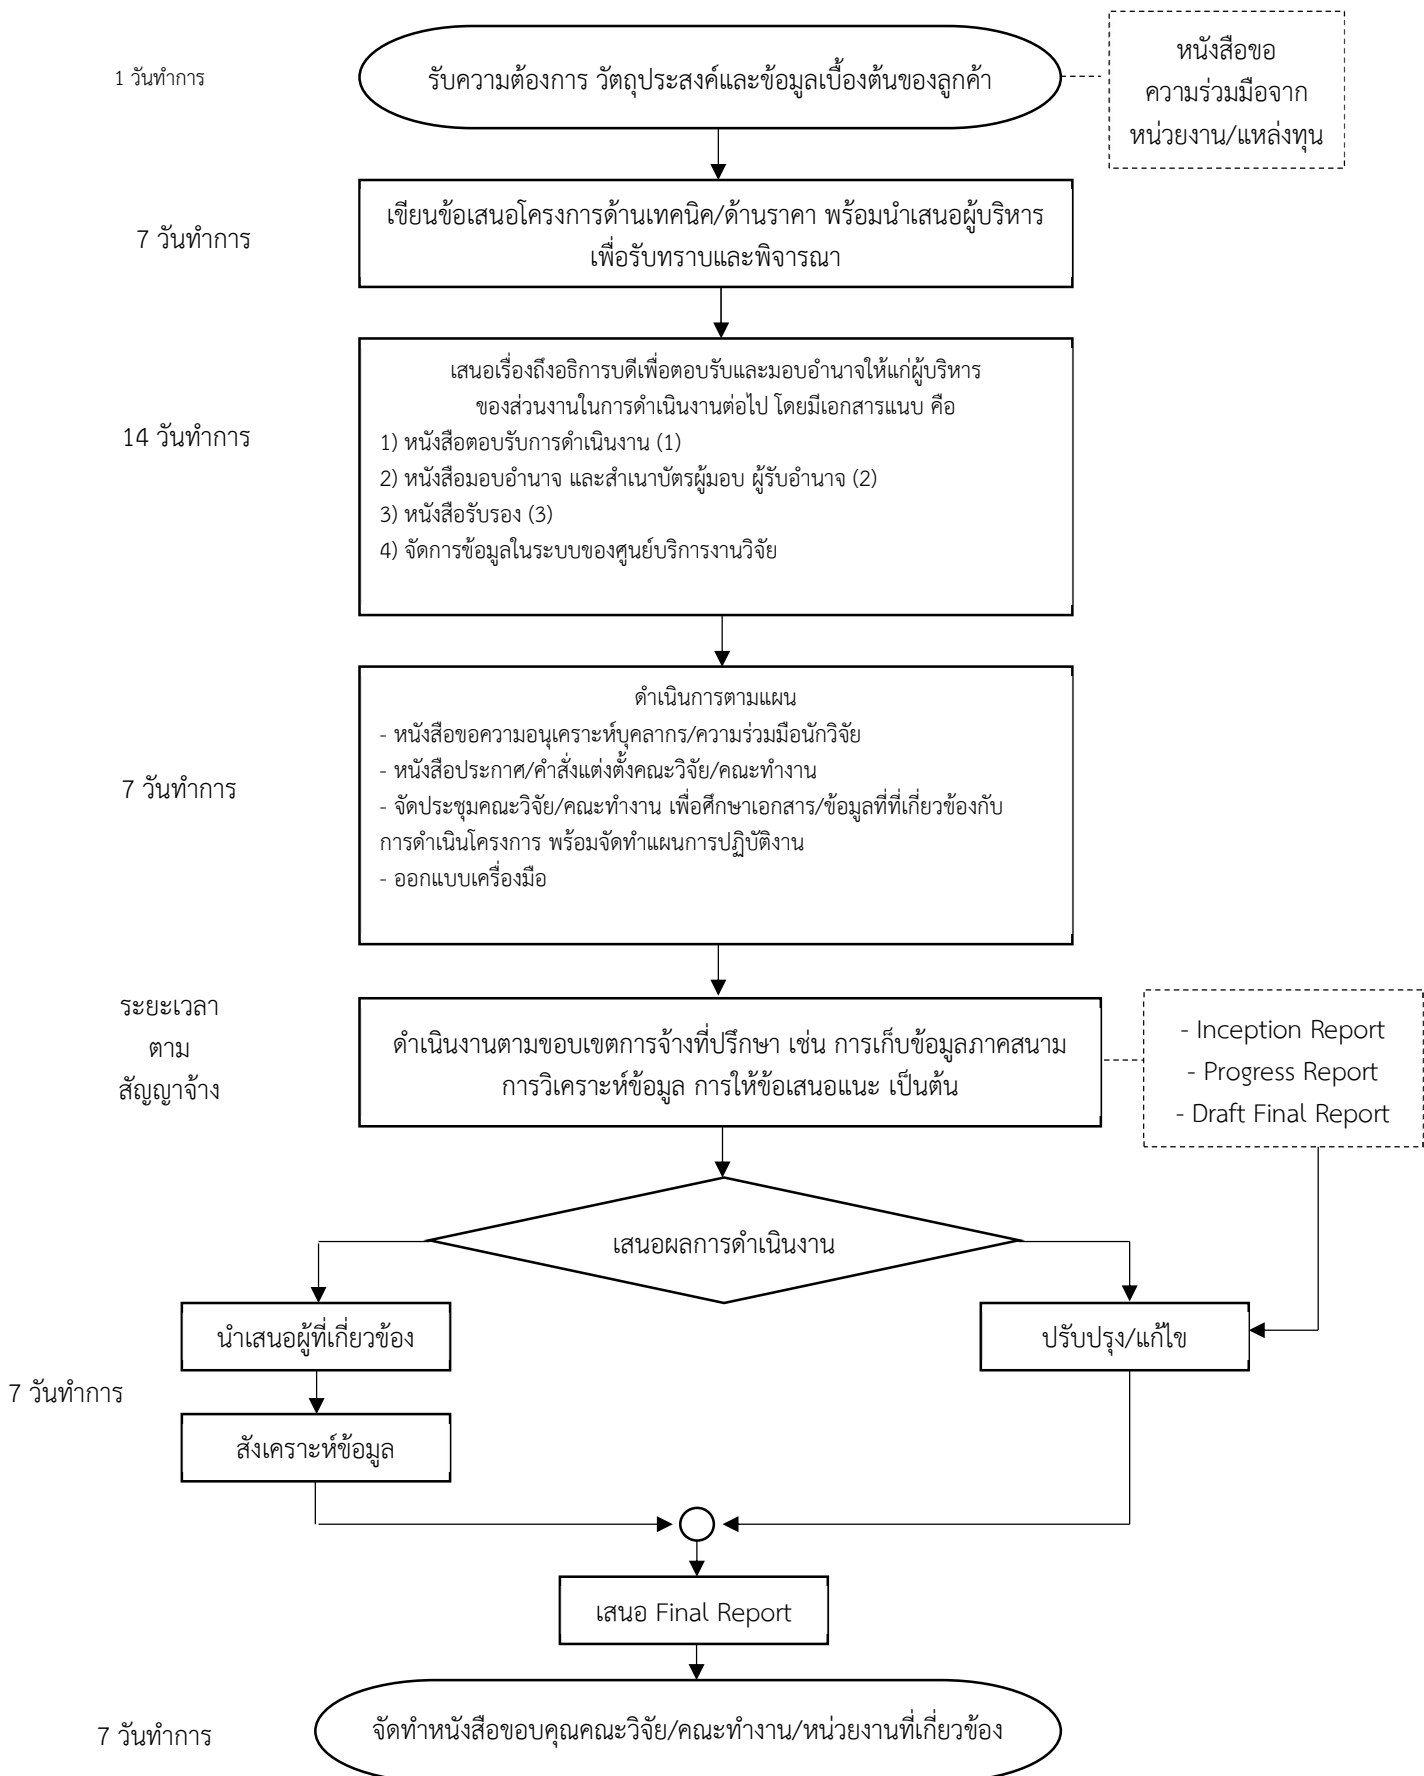 1 วันทำการ
รับความต้องการ วัตถุประสงค์และข้อมูลเบื้องต้นของลูกค้า
หนังสือขอ
ความร่วมมือจาก
หน่วยงาน/แหล่งทุน
7 วันทำการ
เขียนข้อเสนอโครงการด้านเทคนิค/ด้านราคา พร้อมนำเสนอผู้บริหาร
เพื่อรับทราบและพิจารณา
14 วันทำการ
เสนอเรื่องถึงอธิการบดีเพื่อตอบรับและมอบอำนาจให้แก่ผู้บริหาร
ของส่วนงานในการดำเนินงานต่อไป โดยมีเอกสารแนบ คือ
1) หนังสือตอบรับการดำเนินงาน (1)
2) หนังสือมอบอำนาจ และสำเนาบัตรผู้มอบ ผู้รับอำนาจ (2)
3) หนังสือรับรอง (3)
4) จัดการข้อมูลในระบบของศูนย์บริการงานวิจัย
7 วันทำการ
ดำเนินการตามแผน
- หนังสือขอความอนุเคราะห์บุคลากร/ความร่วมมือนักวิจัย
- หนังสือประกาศ/คำสั่งแต่งตั้งคณะวิจัย/คณะทำงาน
- จัดประชุมคณะวิจัย/คณะทำงาน เพื่อศึกษาเอกสาร/ข้อมูลที่ที่เกี่ยวข้องกับ
การดำเนินโครงการ พร้อมจัดทำแผนการปฏิบัติงาน
- ออกแบบเครื่องมือ
ระยะเวลา
ตาม
สัญญาจ้าง
ดำเนินงานตามขอบเขตการจ้างที่ปรึกษา เช่น การเก็บข้อมูลภาคสนาม
การวิเคราะห์ข้อมูล การให้ข้อเสนอแนะ เป็นต้น
- Inception Report
- Progress Report
- Draft Final Report
เสนอผลการดำเนินงาน
นำเสนอผู้ที่เกี่ยวข้อง
ปรับปรุง/แก้ไข
7 วันทำการ
สังเคราะห์ข้อมูล
เสนอ Final Report
7 วันทำการ
จัดทำหนังสือขอบคุณคณะวิจัย/คณะทำงาน/หน่วยงานที่เกี่ยวข้อง